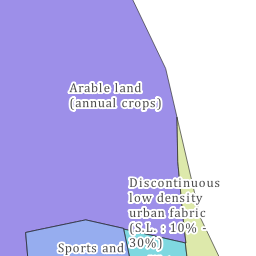 Arable land
(annual crops)
Discontinuous
low density
urban fabric
(S.L. : 10% -
30%)
Sports and